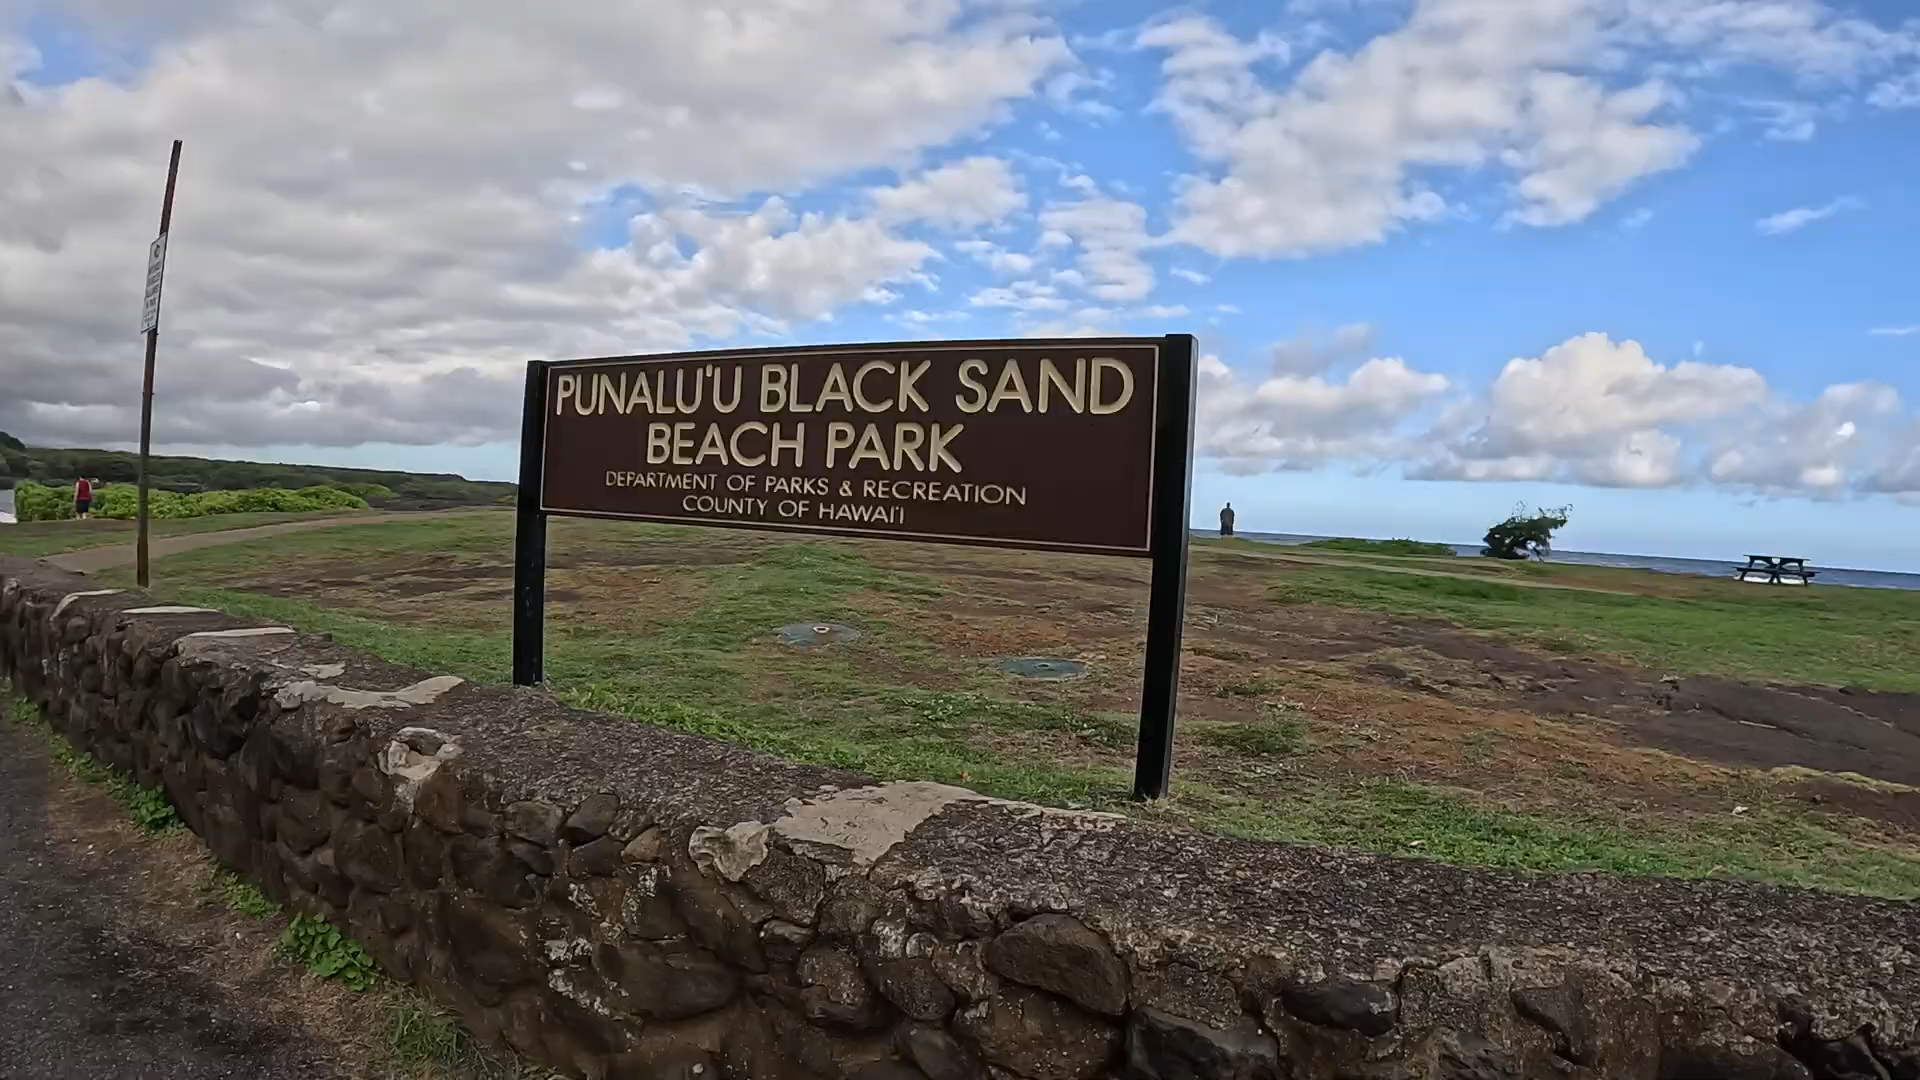 PUNALU'U BLACK SAND
BEACH PARK
DEPARTMENT OF PARKS & RECREATION
COUNTY OF HAWAI'I